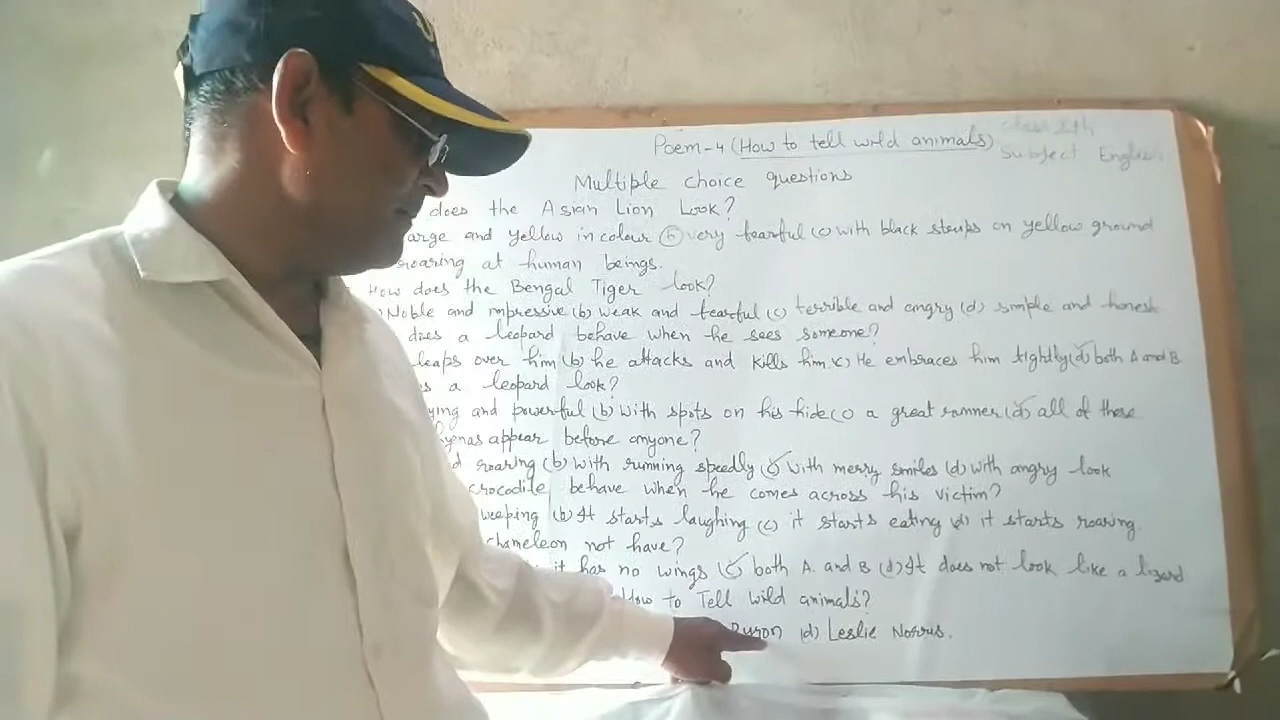 Poem-4 (How to tell wild animals)
Subject English
Multiple choice questions
does the Asian Lion Look?
arge and yellow in colour (b) very fearful (c) with black steups on yellow ground
roaring at human beings.
How does the Bengal Tiger look?
Noble and impressive (b) weak and fearful (c) terrible and angry (d) simple and honest
does a leopard behave when he sees someone?
leaps over him (b) he attacks and kills him (c) He embraces him tightly (d) both A and B
s a leopard look?
ying and powerful (b) with spots on his hide (c) a great runner (d) all of these
yenas appear before anyone?
d roaring (b) with running speedly (c) with merry smiles (d) with angry look
crocodile behave when he comes across his victim?
weeping (b) It starts laughing (c) it starts eating (d) it starts roaring
chameleon not have?
it has no wings (c) both A. and B (d) It does not look like a lizard
How to Tell wild animals?
Byron (d) Leslie Norris.